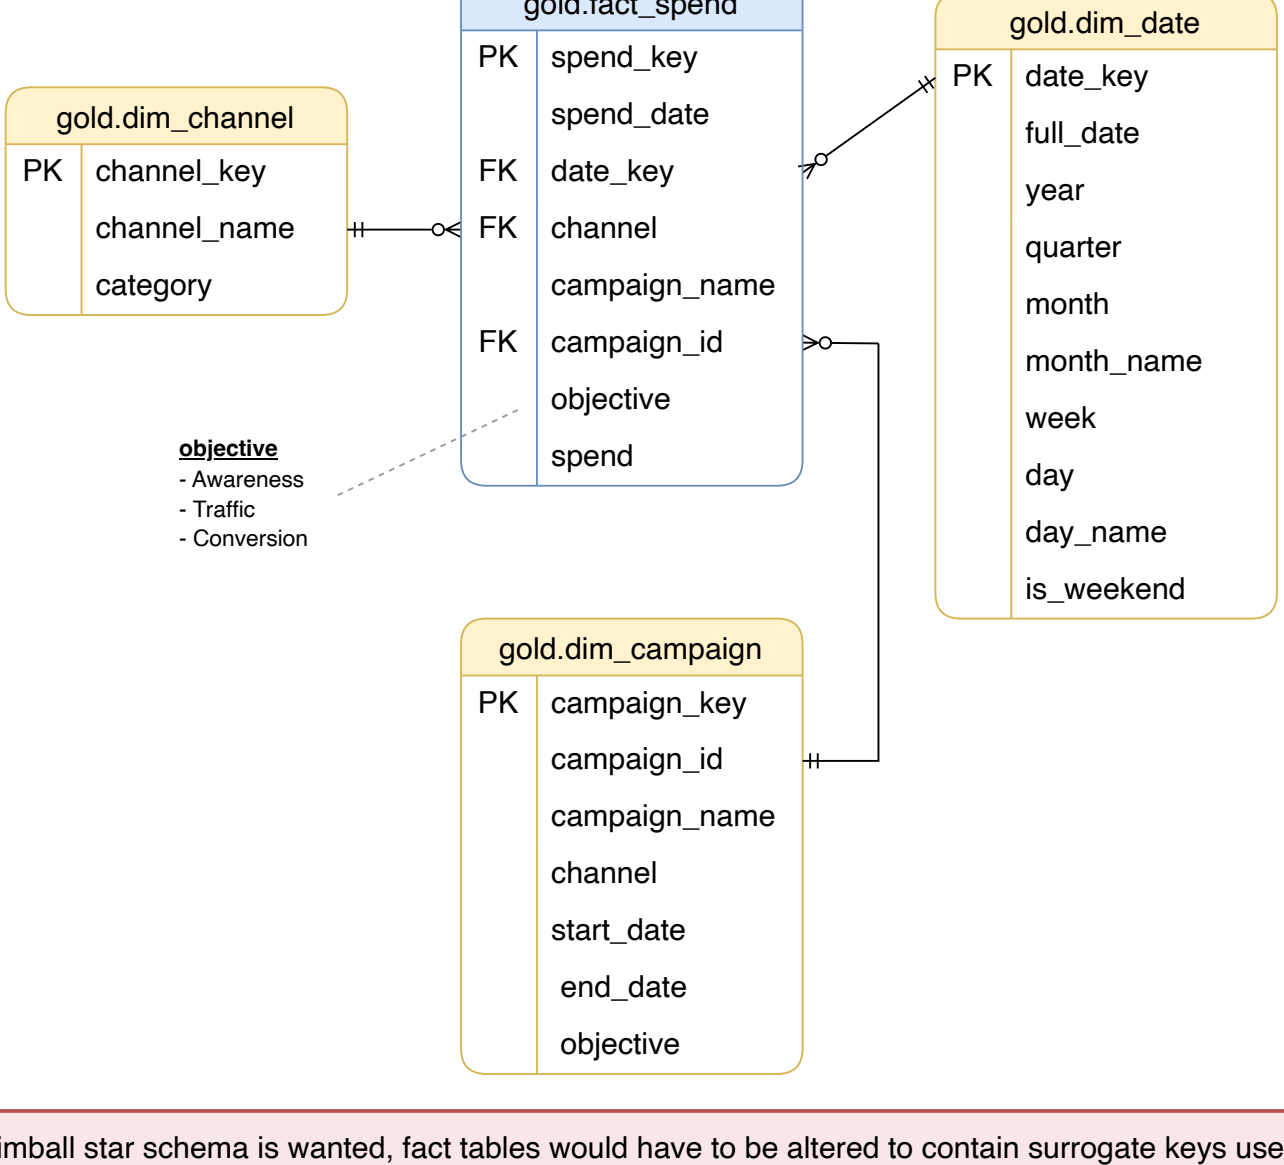 gold.fact_spend
PK spend_key
spend_date
FK date_key
FK channel
campaign_name
FK campaign_id
objective
spend
gold.dim_date
PK date_key
full_date
year
quarter
month
month_name
week
day
day_name
is_weekend
gold.dim_channel
PK channel_key
channel_name
category
objective
- Awareness
- Traffic
- Conversion
gold.dim_campaign
PK campaign_key
campaign_id
campaign_name
channel
start_date
end_date
objective
imball star schema is wanted, fact tables would have to be altered to contain surrogate keys use